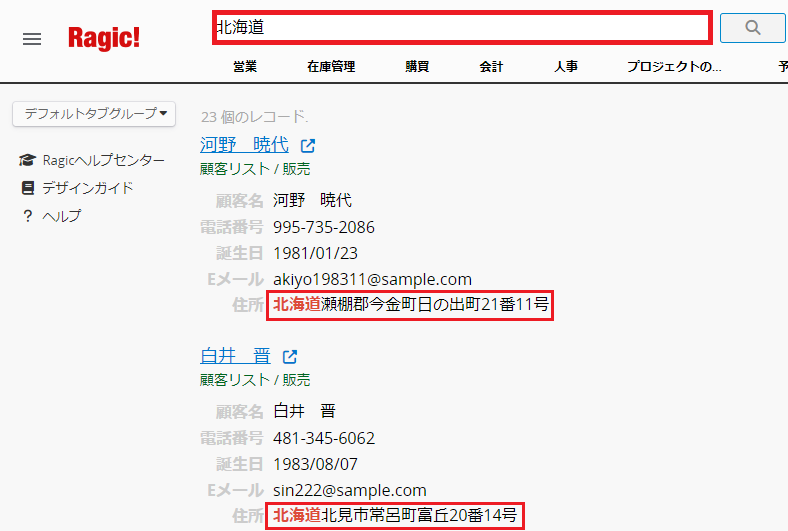 北海道
Ragic!
営業 在庫管理 購買 会計 人事 プロジェクトの... 予
デフォルトタブグループ
Ragicヘルプセンター
デザインガイド
? ヘルプ
23 個のレコード.
河野　暁代
顧客リスト / 販売
顧客名 河野　暁代
電話番号 995-735-2086
誕生日 1981/01/23
Eメール akiyo198311@sample.com
住所 北海道瀬棚郡今金町日の出町21番11号
白井　晋
顧客リスト / 販売
顧客名 白井　晋
電話番号 481-345-6062
誕生日 1983/08/07
Eメール sin222@sample.com
住所 北海道北見市常呂町富丘20番14号